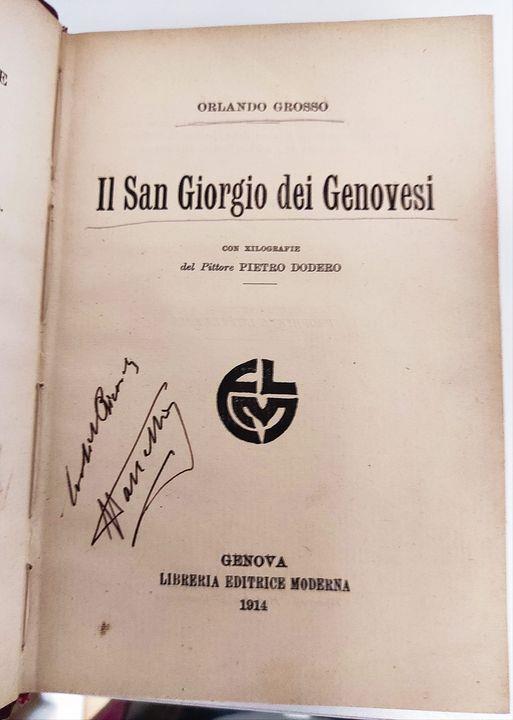 E
ORLANDO GROSSO
Il San Giorgio dei Genovesi
CON XILOGRAFIE
del Pittore PIETRO DODERO
GENOVA
LIBRERIA EDITRICE MODERNA
1914